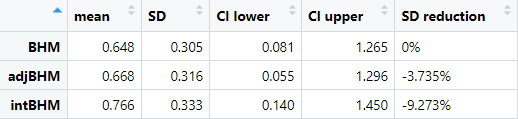 mean SD CI lower CI upper SD reduction
BHM 0.648 0.305 0.081 1.265 0%
adjBHM 0.668 0.316 0.055 1.296 -3.735%
intBHM 0.766 0.333 0.140 1.450 -9.273%